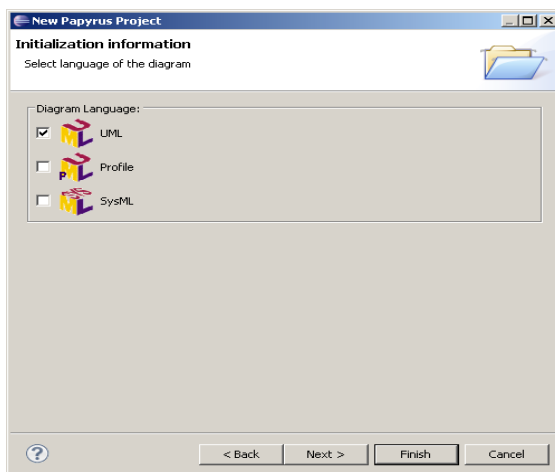 New Papyrus Project
Initialization information
Select language of the diagram
Diagram Language:
UML
Profile
SysML
< Back Next > Finish Cancel